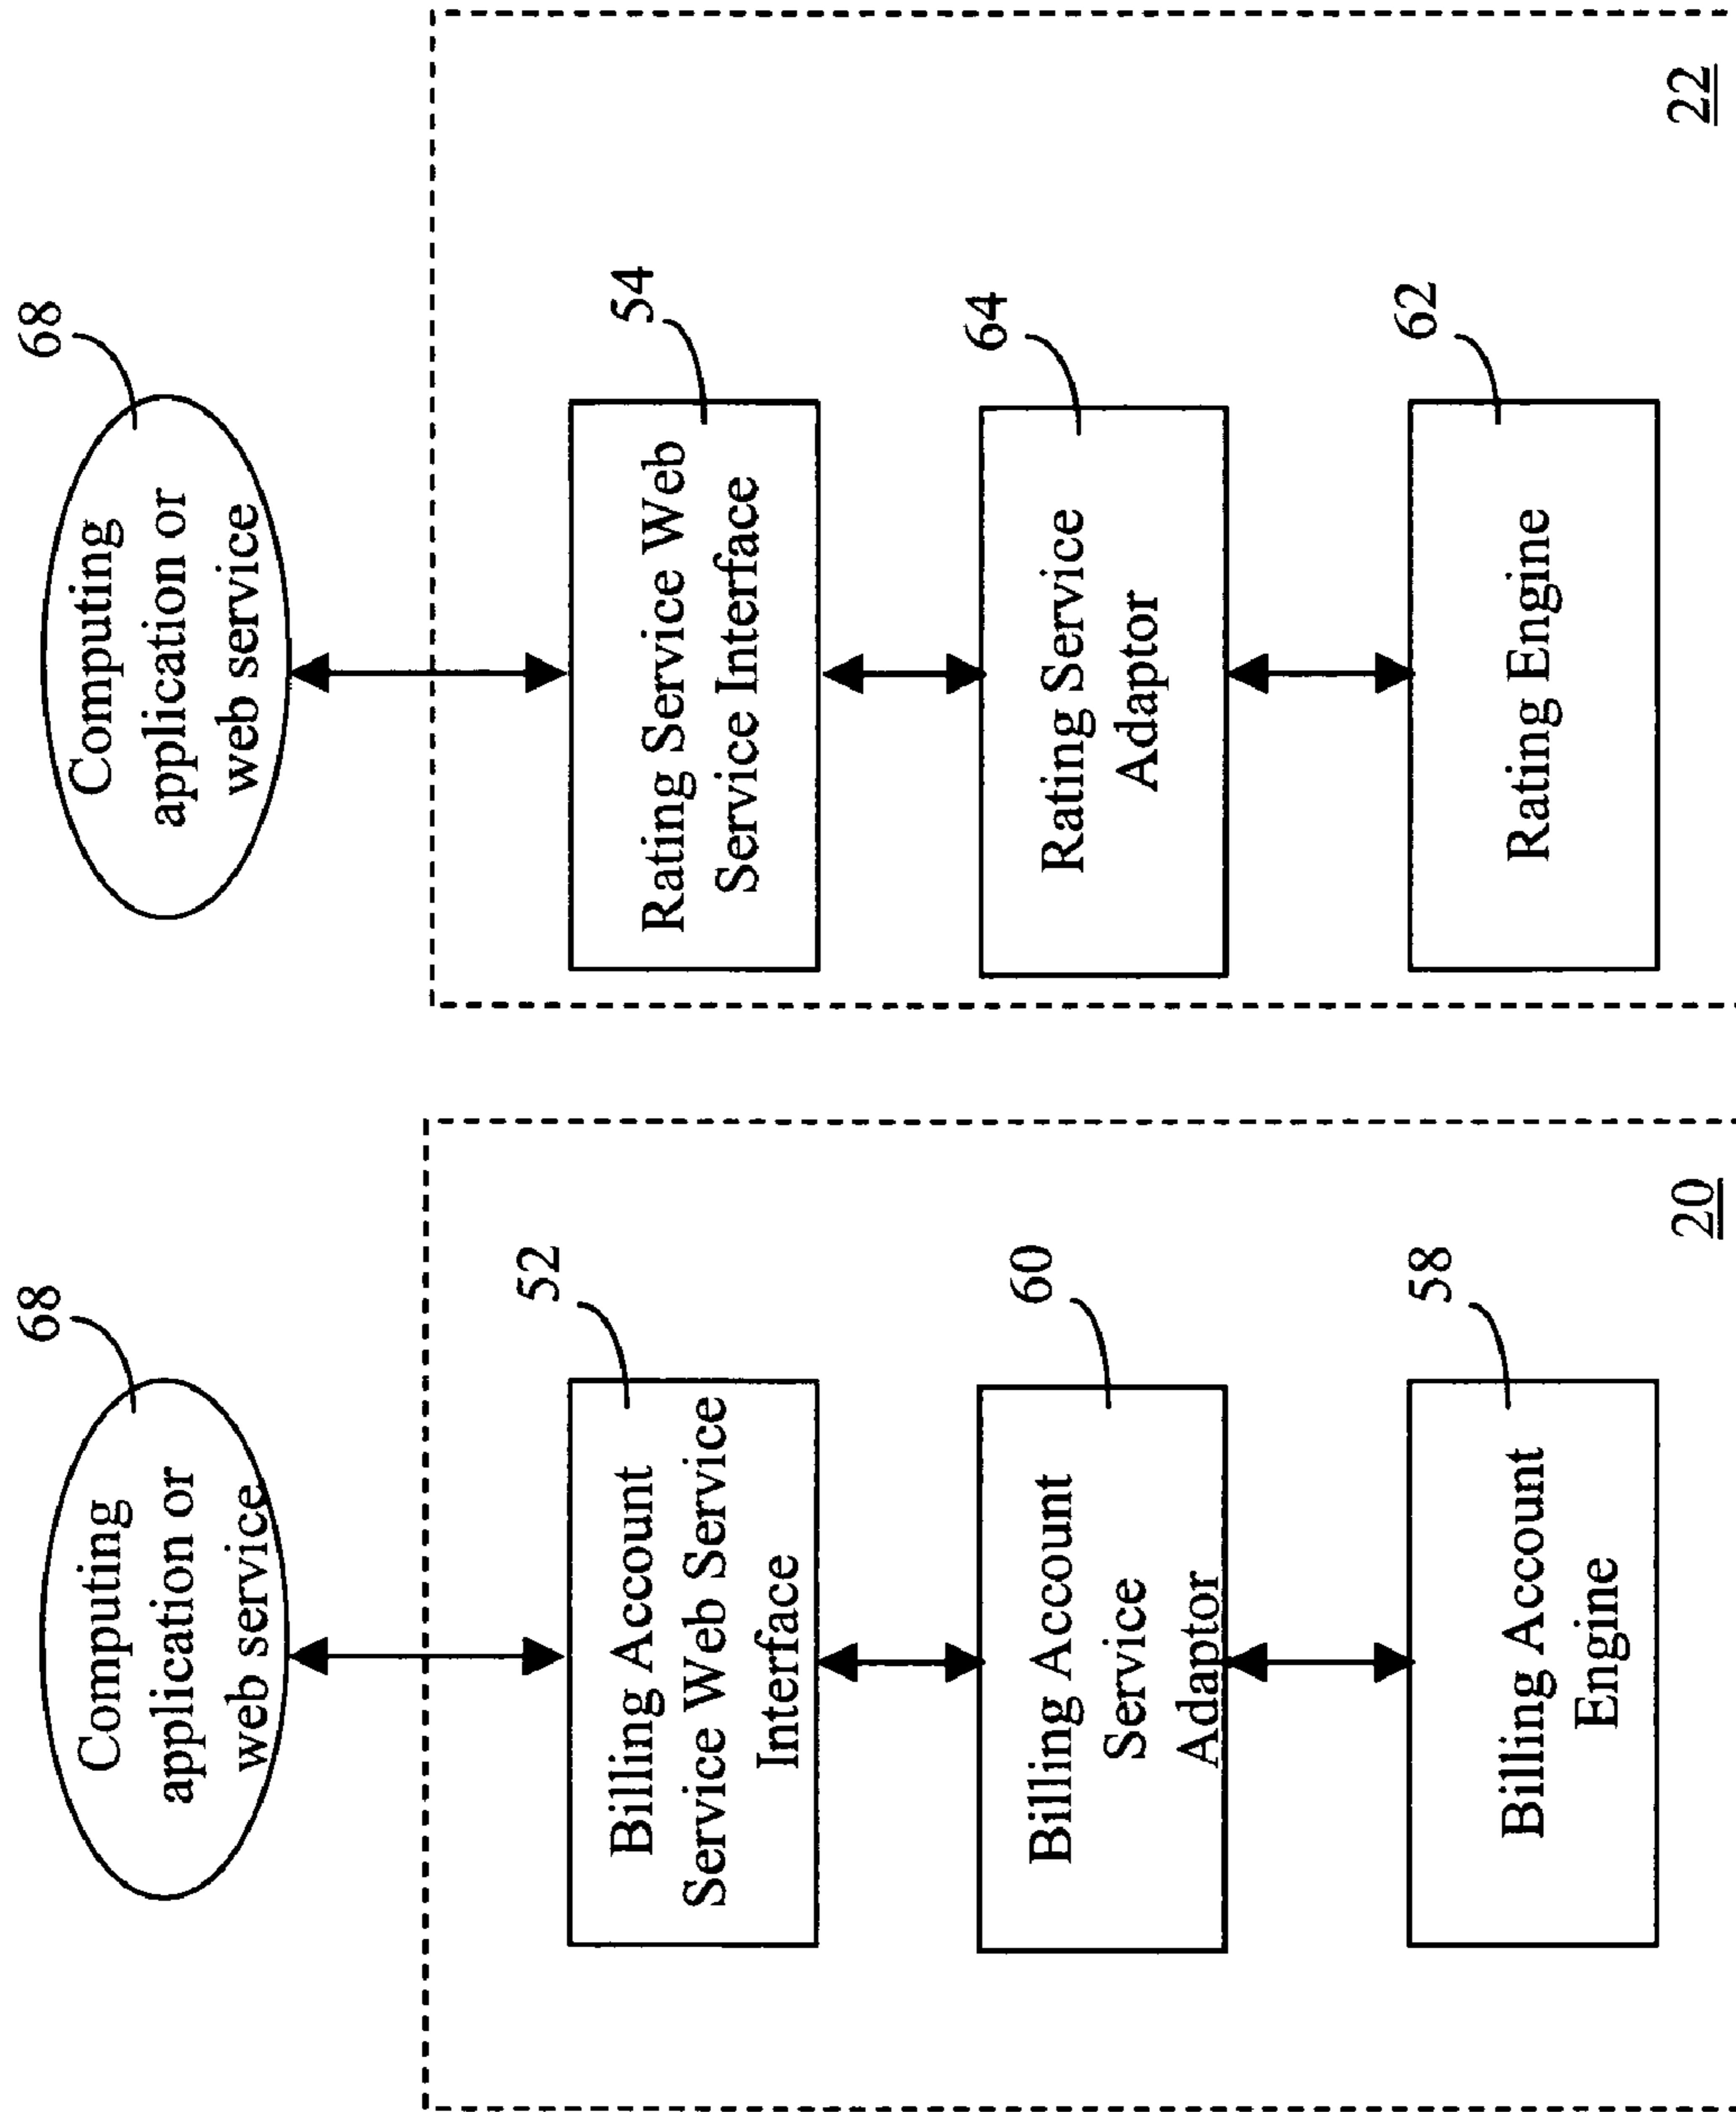 68
Computing
application or
web service
52
Billing Account
Service Web Service
Interface
60
Billing Account
Service
Adaptor
58
Billing Account
Engine
20
68
Computing
application or
web service
54
Rating Service Web
Service Interface
64
Rating Service
Adaptor
62
Rating Engine
22